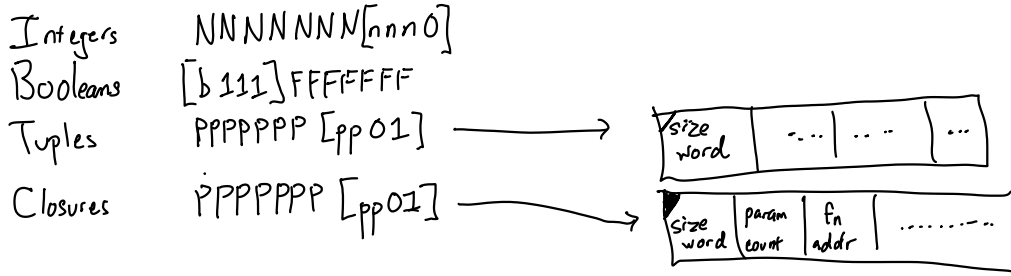 Integers NNNNNNN[nnn0]
Booleans [b111]FFFFFFF
Tuples PPPPPPP[pp01]
size word .... .... ...
Closures PPPPPPP[pp01]
size word param count fn addr .........